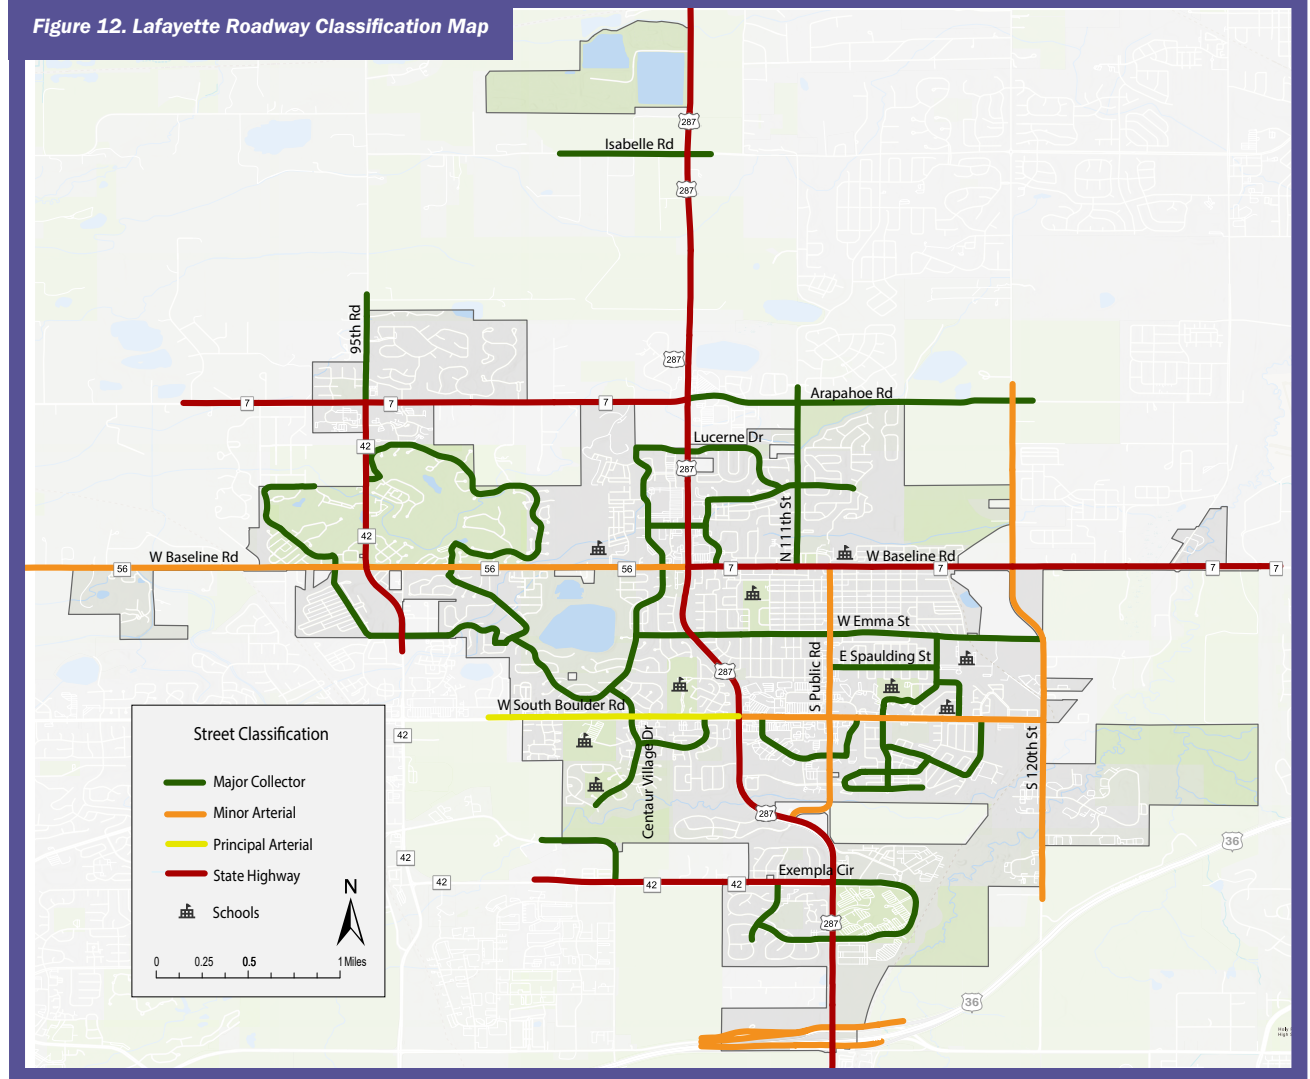 Figure 12. Lafayette Roadway Classification Map
287
Isabelle Rd
287
95th Rd
287
7
7
7
Arapahoe Rd
42
Lucerne Dr
287
N 111th St
42
W Baseline Rd
56
56
56
7
W Baseline Rd
7
7
7
W Emma St
E Spaulding St
S Public Rd
287
W South Boulder Rd
Centaur Village Dr
S 120th St
42
287
36
42
42
42
42
Exempla Cir
287
36
Street Classification
Major Collector
Minor Arterial
Principal Arterial
State Highway
Schools
N
0 0.25 0.5 1 Miles